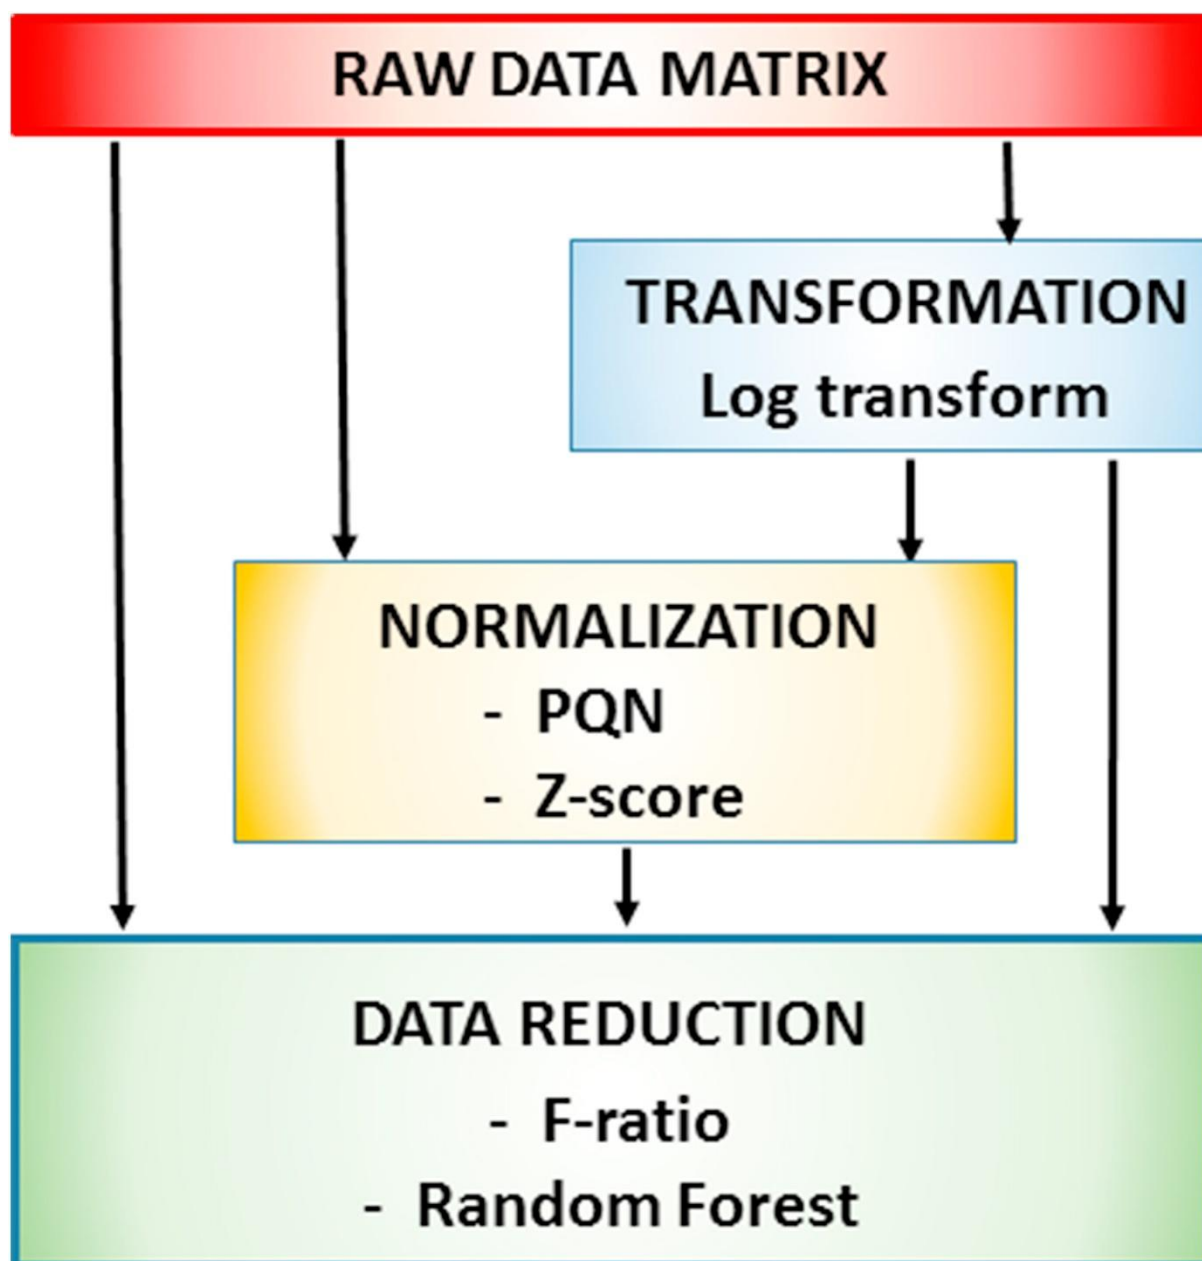 RAW DATA MATRIX
TRANSFORMATION
Log transform
NORMALIZATION
- PQN
- Z-score
DATA REDUCTION
- F-ratio
- Random Forest